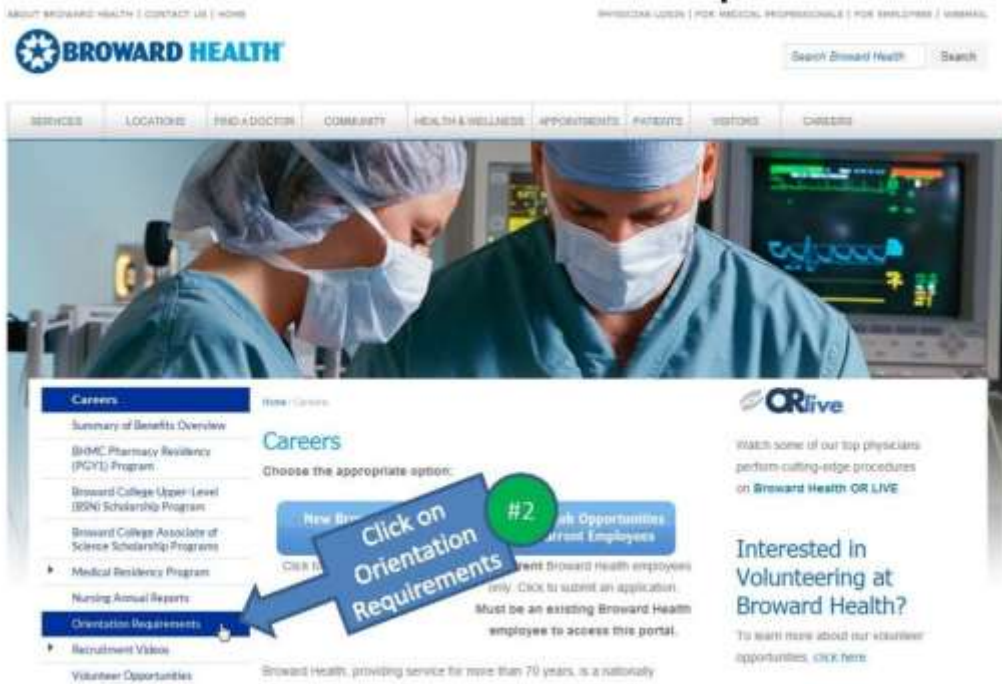 ABOUT BROWARD HEALTH | CONTACT US | HOME
PHYSICIAN LOGIN | FOR MEDICAL PROFESSIONALS | FOR EMPLOYEES | WEBMAIL
BROWARD HEALTH
Search Broward Health Search
SERVICES LOCATIONS FIND A DOCTOR COMMUNITY HEALTH & WELLNESS APPOINTMENTS PATIENTS VISITORS CAREERS
Careers
Summary of Benefits Overview
BHMC Pharmacy Residency
(PGY1) Program
Broward College Upper-Level
(BSN) Scholarship Program
Broward College Associate of
Science Scholarship Programs
Medical Residency Program
Nursing Annual Reports
Orientation Requirements
Recruitment Videos
Volunteer Opportunities
Home / Careers
Careers
Choose the appropriate option:
New
Click
Click on
Orientation
Requirements
#2
Opportunities
Employees
Broward Health employees
only. Click to submit an application.
Must be an existing Broward Health
employee to access this portal.
Broward Health, providing service for more than 70 years, is a nationally
ORlive
Watch some of our top physicians
perform cutting-edge procedures
on Broward Health OR LIVE
Interested in
Volunteering at
Broward Health?
To learn more about our volunteer
opportunities, click here